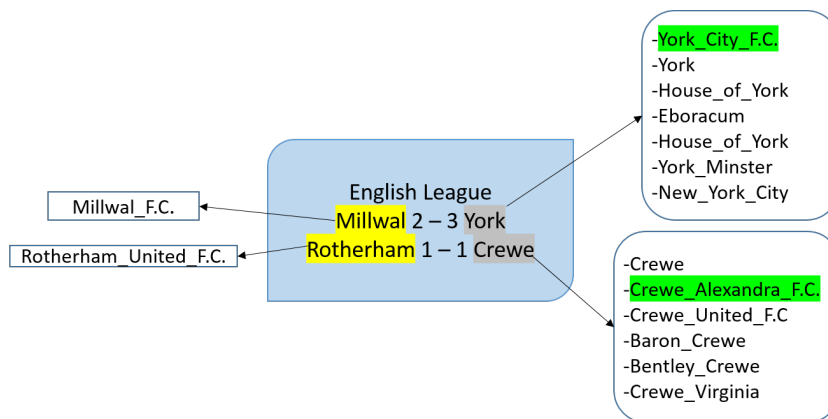 -York_City_F.C.
-York
-House_of_York
-Eboracum
-House_of_York
-York_Minster
-New_York_City
English League
Millwal_F.C.
Millwal 2 – 3 York
Rotherham_United_F.C.
Rotherham 1 – 1 Crewe
-Crewe
-Crewe_Alexandra_F.C.
-Crewe_United_F.C
-Baron_Crewe
-Bentley_Crewe
-Crewe_Virginia